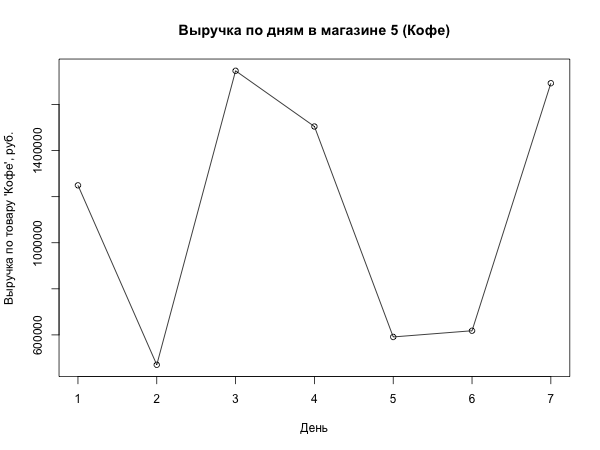 Выручка по дням в магазине 5 (Кофе)
Выручка по товару 'Кофе', руб.
1400000
1000000
600000
1 2 3 4 5 6 7
День